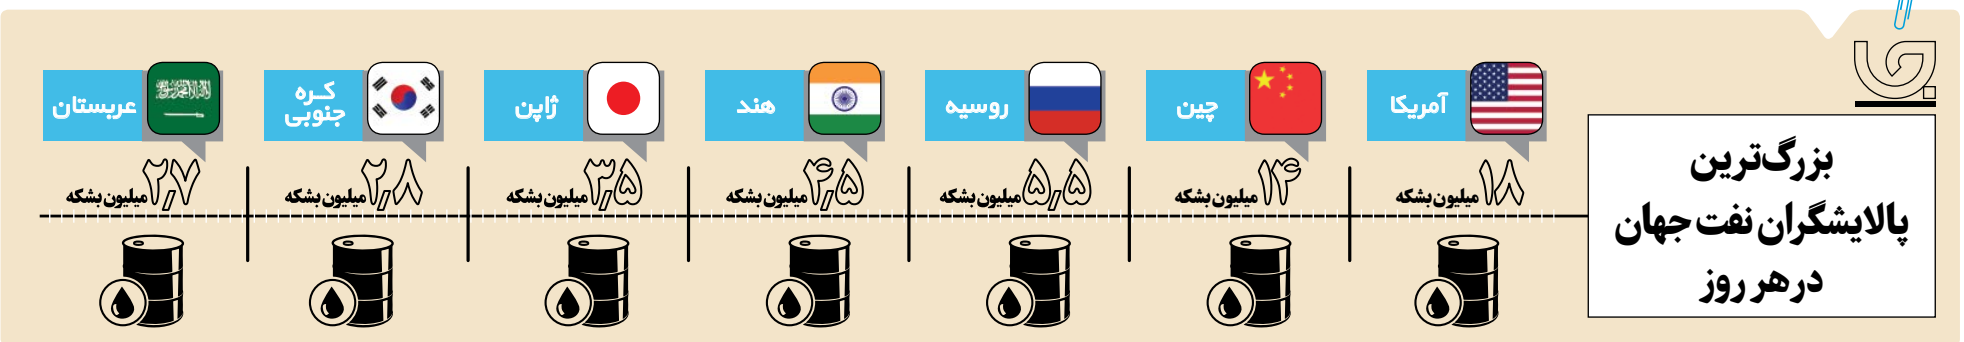 بزرگ‌ترین
پالایشگران نفت جهان
در هر روز
آمریکا
۱۸ میلیون بشکه
چین
۱۴ میلیون بشکه
روسیه
۵٫۵ میلیون بشکه
هند
۴٫۵ میلیون بشکه
ژاپن
۳٫۵ میلیون بشکه
کره
جنوبی
۲٫۸ میلیون بشکه
عربستان
۲٫۷ میلیون بشکه